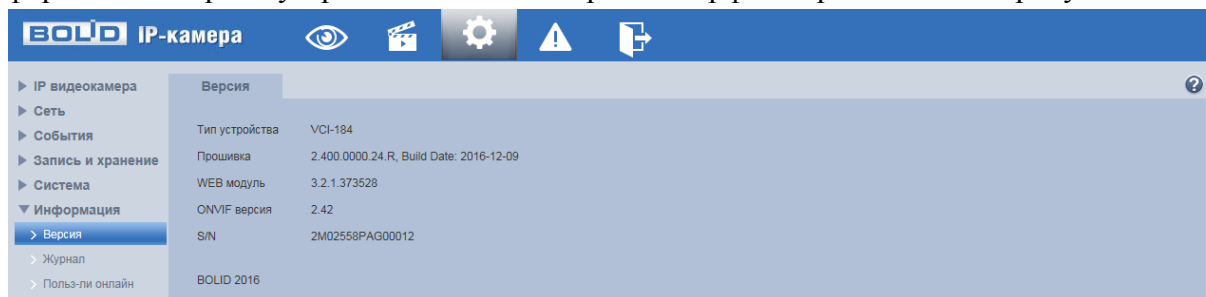 BOLID IP-камера
IP видеокамера
Сеть
События
Запись и хранение
Система
Информация
Версия
Журнал
Польз-ли онлайн
Версия
Тип устройства VCI-184
Прошивка 2.400.0000.24.R, Build Date: 2016-12-09
WEB модуль 3.2.1.373528
ONVIF версия 2.42
S/N 2M02558PAG00012
BOLID 2016